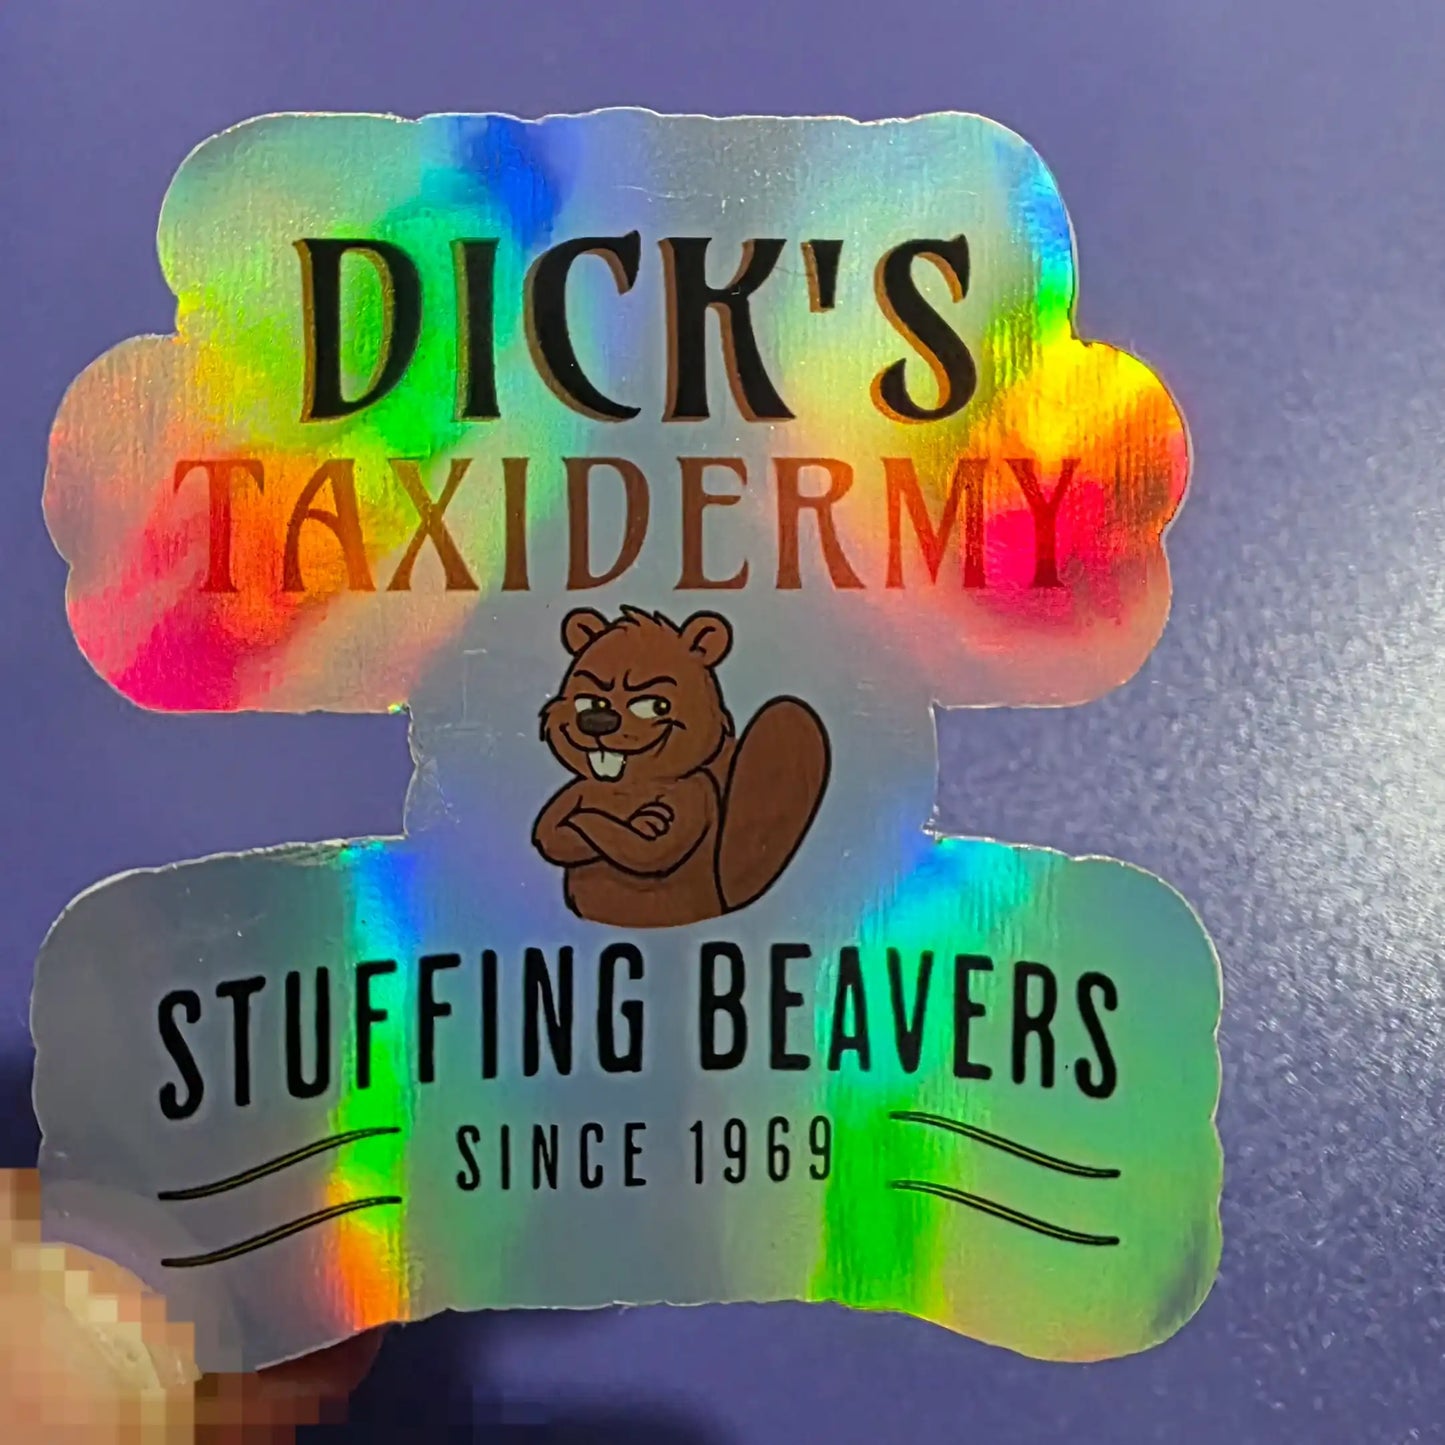 DICK'S
TAXIDERMY
STUFFING BEAVERS
SINCE 1969